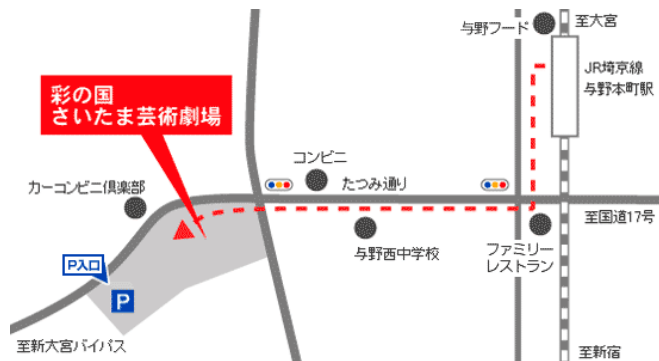 至大宮
与野フード
JR埼京線
与野本町駅
彩の国
さいたま芸術劇場
コンビニ
たつみ通り
カーコンビニ倶楽部
至国道17号
与野西中学校
ファミリー
レストラン
P入口
P
至新大宮バイパス
至新宿